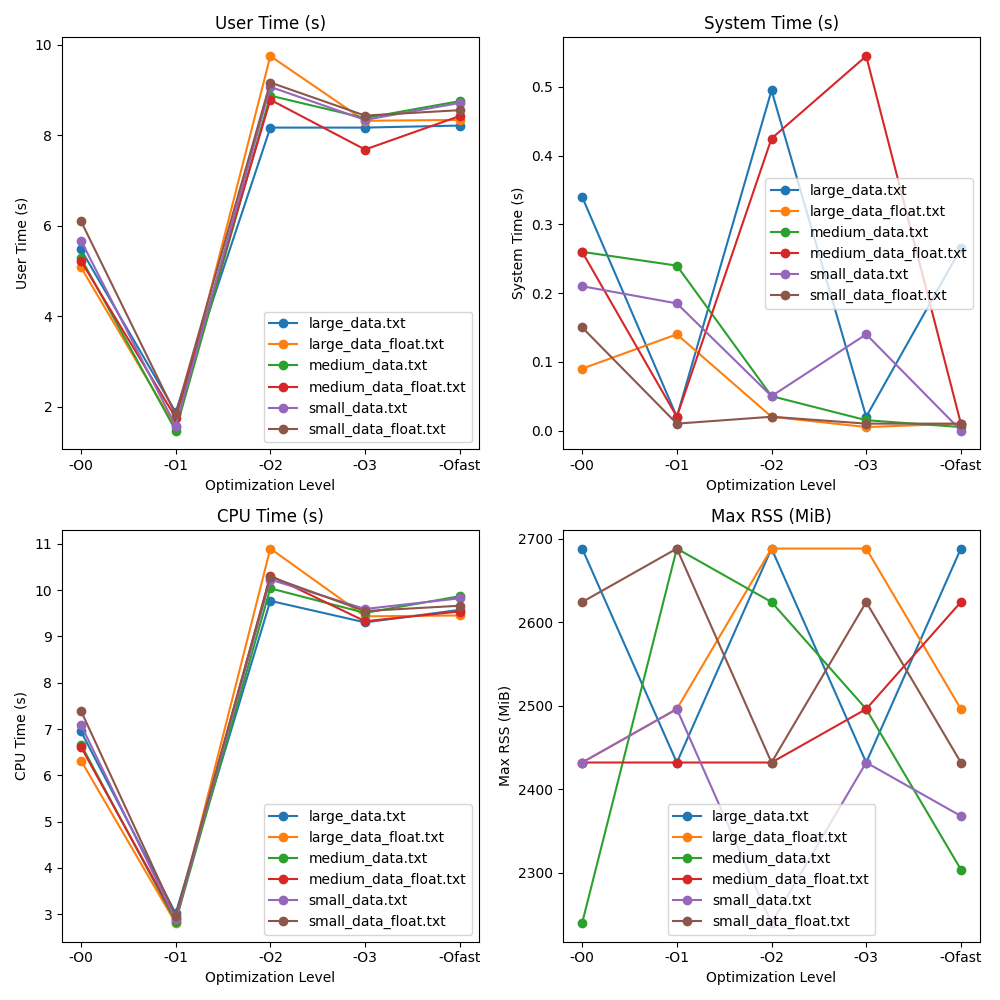 User Time (s)
10
8
6
4
2
User Time (s)
large_data.txt
large_data_float.txt
medium_data.txt
medium_data_float.txt
small_data.txt
small_data_float.txt
-O0 -O1 -O2 -O3 -Ofast
Optimization Level
System Time (s)
0.5
0.4
0.3
0.2
0.1
0.0
System Time (s)
large_data.txt
large_data_float.txt
medium_data.txt
medium_data_float.txt
small_data.txt
small_data_float.txt
-O0 -O1 -O2 -O3 -Ofast
Optimization Level
CPU Time (s)
11
10
9
8
7
6
5
4
3
CPU Time (s)
large_data.txt
large_data_float.txt
medium_data.txt
medium_data_float.txt
small_data.txt
small_data_float.txt
-O0 -O1 -O2 -O3 -Ofast
Optimization Level
Max RSS (MiB)
2700
2600
2500
2400
2300
Max RSS (MiB)
large_data.txt
large_data_float.txt
medium_data.txt
medium_data_float.txt
small_data.txt
small_data_float.txt
-O0 -O1 -O2 -O3 -Ofast
Optimization Level